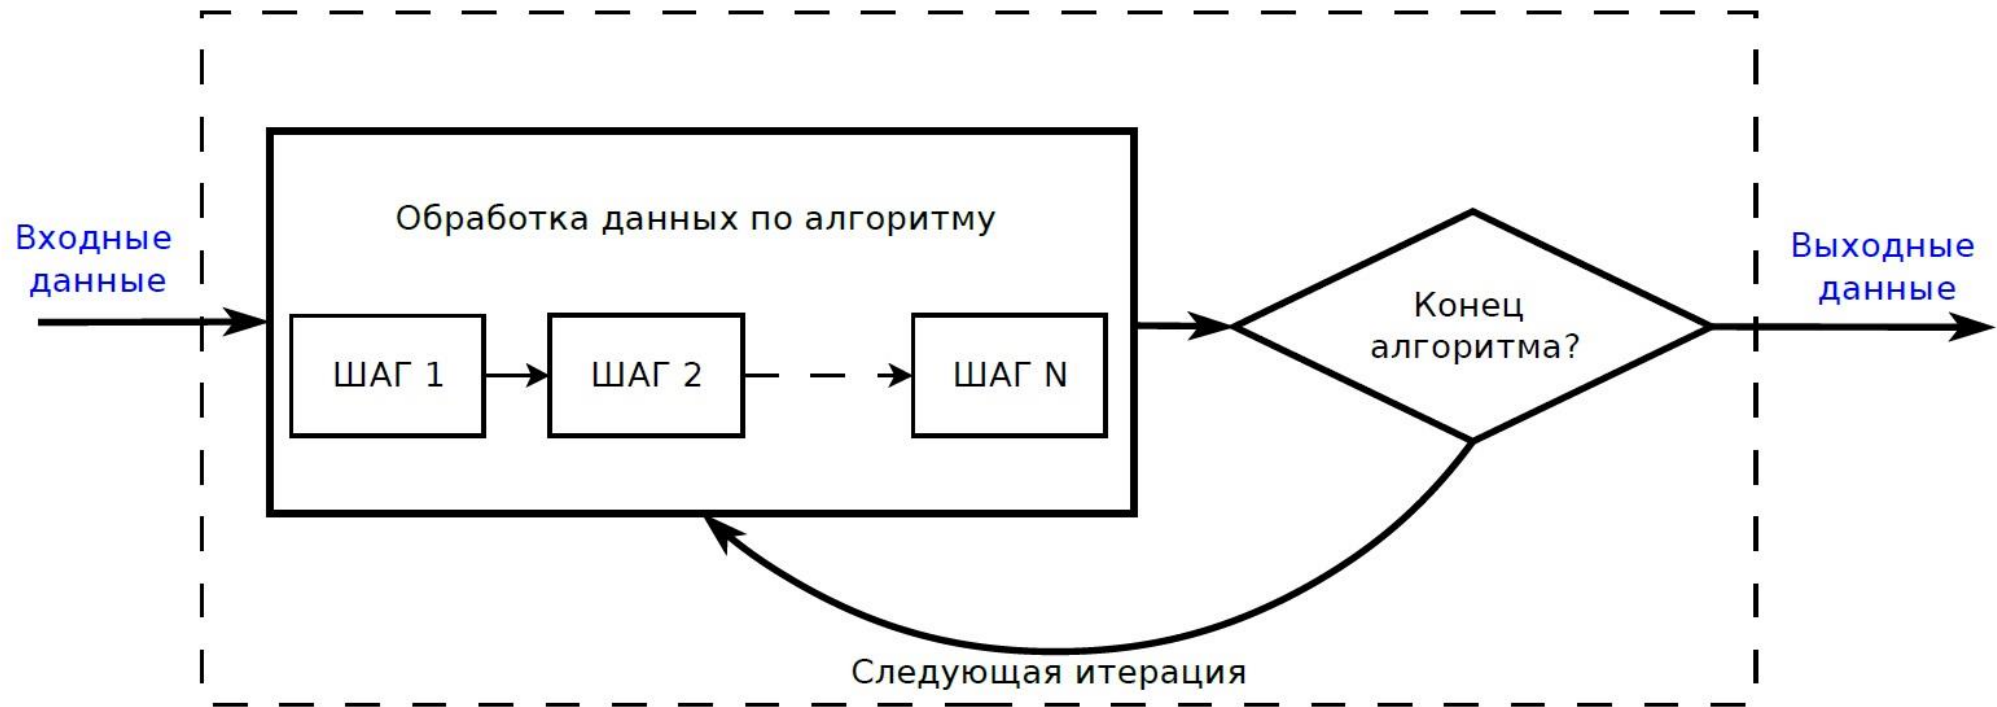 Входные
данные
Обработка данных по алгоритму
ШАГ 1
ШАГ 2
ШАГ N
Конец
алгоритма?
Выходные
данные
Следующая итерация